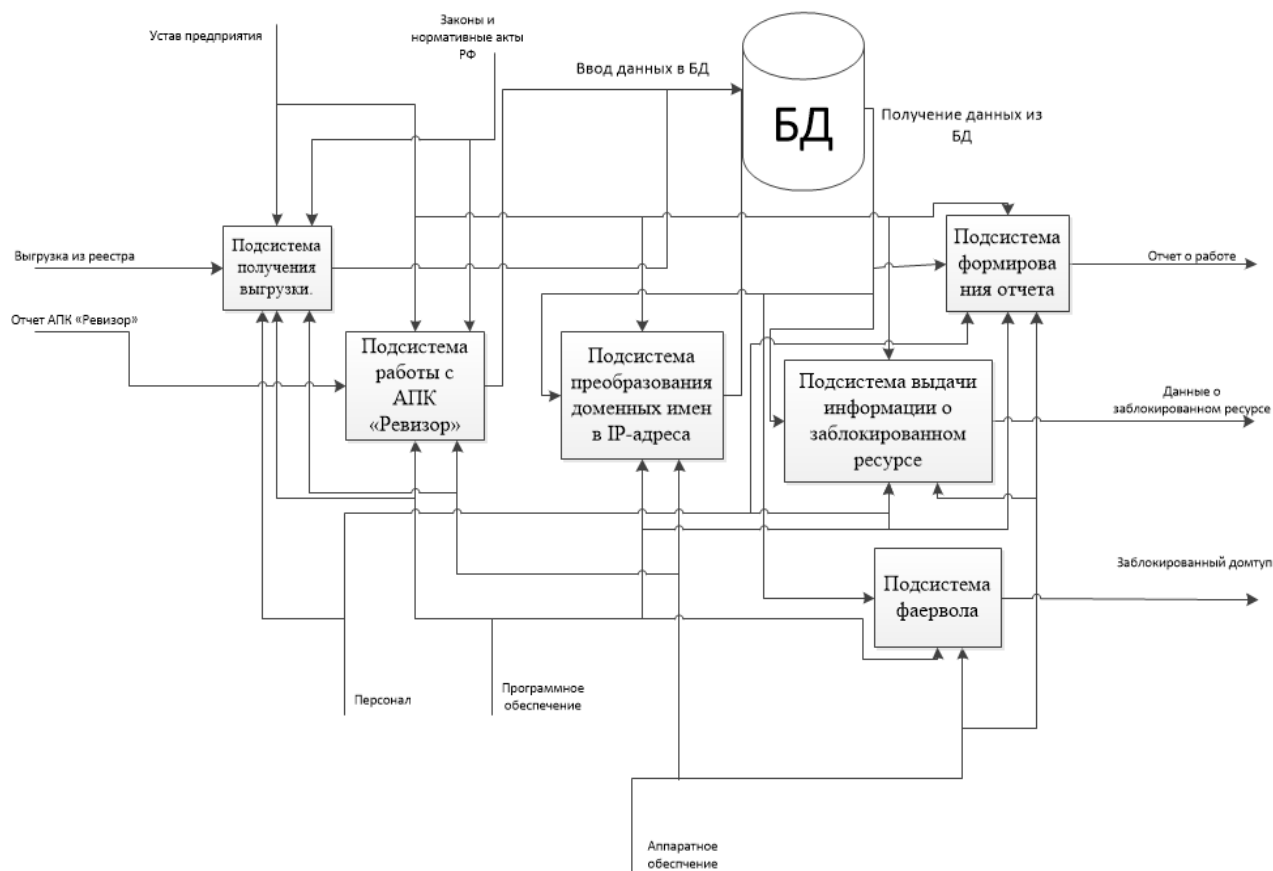 Устав предприятия
Законы и
нормативные акты
РФ
Ввод данных в БД
БД
Получение данных из
БД
Выгрузка из реестра
Подсистема
получения
выгрузки.
Подсистема
формирова
ния отчета
Отчет о работе
Отчет АПК «Ревизор»
Подсистема
работы с
АПК
«Ревизор»
Подсистема
преобразования
доменных имен
в IP-адреса
Подсистема выдачи
информации о
заблокированном
ресурсе
Данные о
заблокированном ресурсе
Подсистема
фаервола
Заблокированный домтуп
Персонал
Программное
обеспечение
Аппаратное
обеспчение